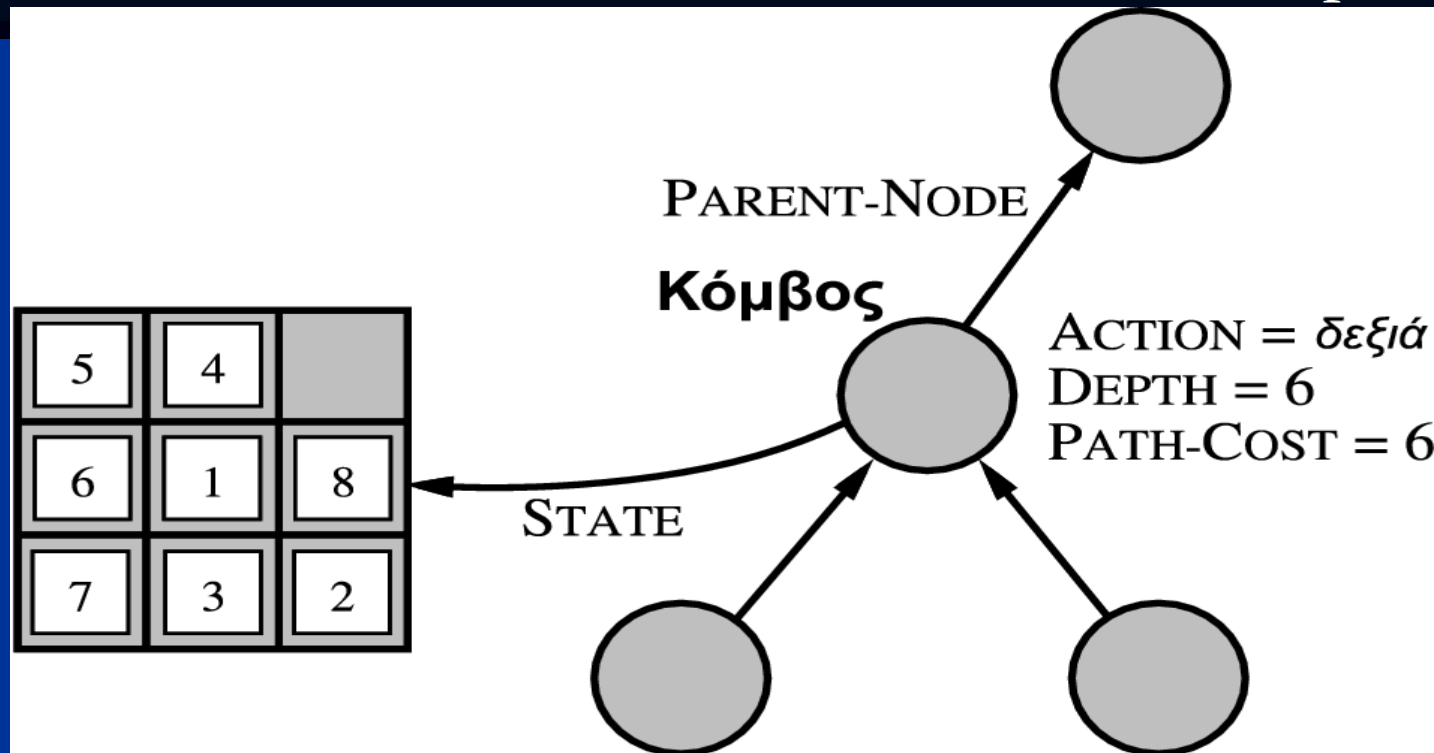 PARENT-NODE
Κόμβος
ACTION = δεξιά
DEPTH = 6
PATH-COST = 6
STATE
5 4
6 1 8
7 3 2